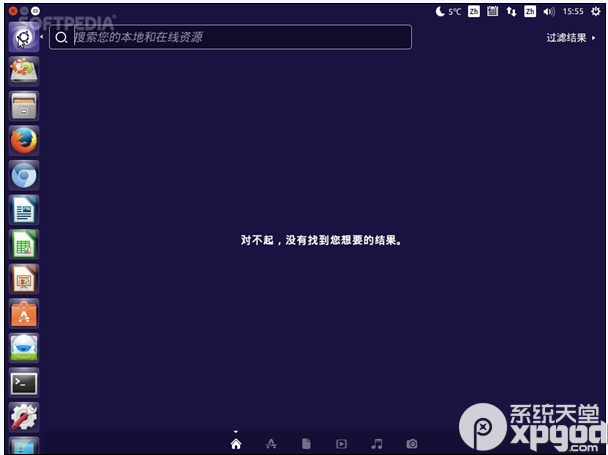 SOFTPEDIA
5°C Zh Zh 15:55
搜索您的本地和在线资源
过滤结果
对不起，没有找到您想要的结果。
系统天堂
xpgod